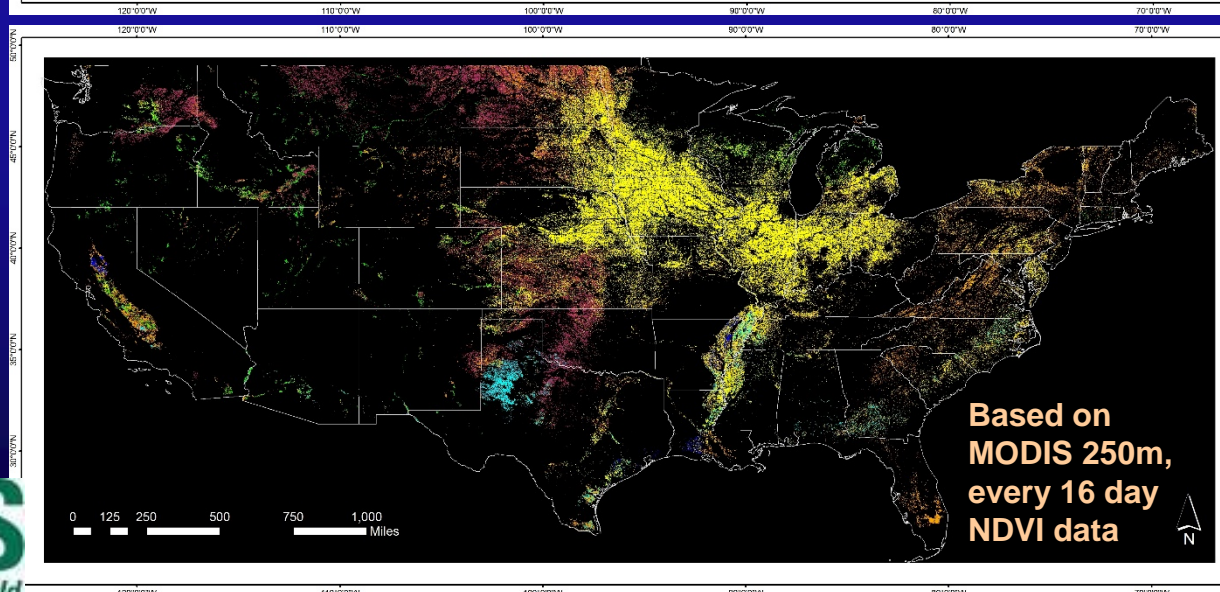 120°0'0"W 110°0'0"W 100°0'0"W 90°0'0"W 80°0'0"W 70°0'0"W
120°0'0"W 110°0'0"W 100°0'0"W 90°0'0"W 80°0'0"W 70°0'0"W
50°0'0"N
45°0'0"N
40°0'0"N
35°0'0"N
30°0'0"N
Based on
MODIS 250m,
every 16 day
NDVI data
0 125 250 500 750 1,000
Miles
N
S